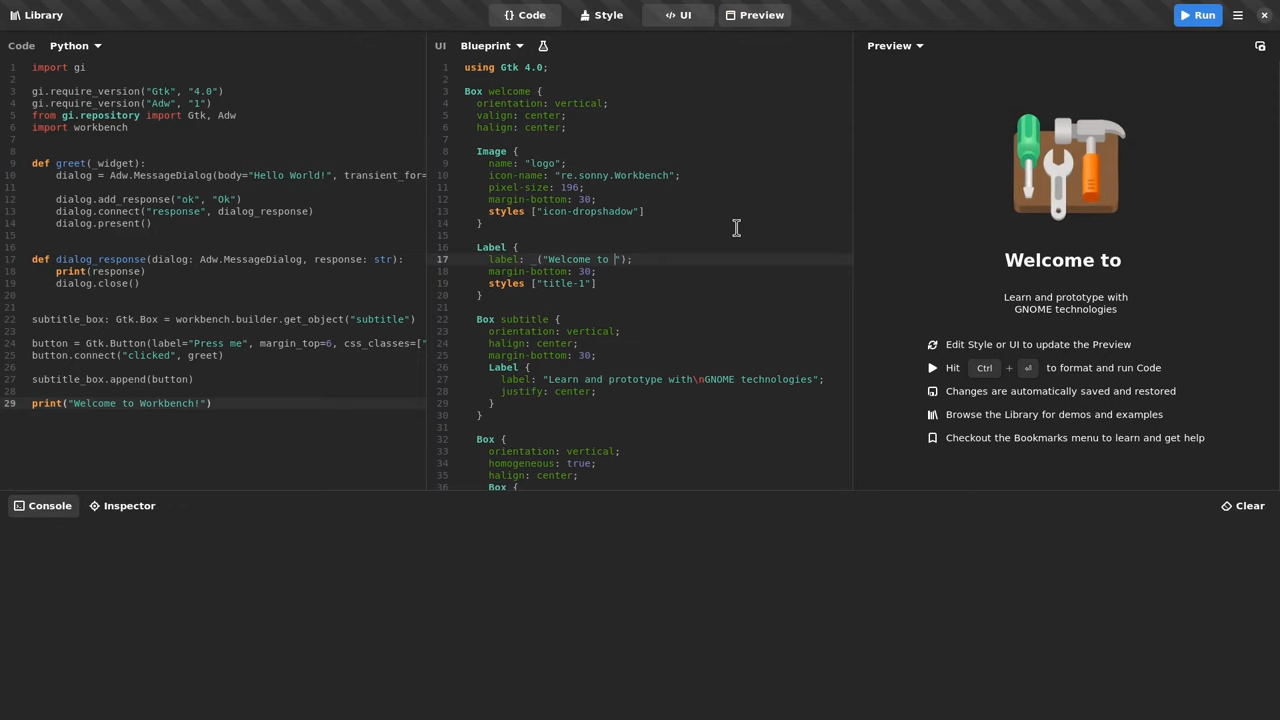 Library
Code
Style
UI
Preview
Run
Code Python
1 import gi
2
3 gi.require_version("Gtk", "4.0")
4 gi.require_version("Adw", "1")
5 from gi.repository import Gtk, Adw
6 import workbench
7
8
9 def greet(_widget):
10 dialog = Adw.MessageDialog(body="Hello World!", transient_for=
11
12 dialog.add_response("ok", "Ok")
13 dialog.connect("response", dialog_response)
14 dialog.present()
15
16
17 def dialog_response(dialog: Adw.MessageDialog, response: str):
18 print(response)
19 dialog.close()
20
21
22 subtitle_box: Gtk.Box = workbench.builder.get_object("subtitle")
23
24 button = Gtk.Button(label="Press me", margin_top=6, css_classes=["
25 button.connect("clicked", greet)
26
27 subtitle_box.append(button)
28
29 print("Welcome to Workbench!")
UI Blueprint
1 using Gtk 4.0;
2
3 Box welcome {
4 orientation: vertical;
5 valign: center;
6 halign: center;
7
8 Image {
9 name: "logo";
10 icon-name: "re.sonny.Workbench";
11 pixel-size: 196;
12 margin-bottom: 30;
13 styles ["icon-dropshadow"]
14 }
15
16 Label {
17 label: _("Welcome to ");
18 margin-bottom: 30;
19 styles ["title-1"]
20 }
21
22 Box subtitle {
23 orientation: vertical;
24 halign: center;
25 margin-bottom: 30;
26 Label {
27 label: "Learn and prototype with\nGNOME technologies";
28 justify: center;
29 }
30 }
31
32 Box {
33 orientation: vertical;
34 homogeneous: true;
35 halign: center;
36 Box {
Preview
Welcome to
Learn and prototype with
GNOME technologies
Edit Style or UI to update the Preview
Hit Ctrl + ⏎ to format and run Code
Changes are automatically saved and restored
Browse the Library for demos and examples
Checkout the Bookmarks menu to learn and get help
Console
Inspector
Clear